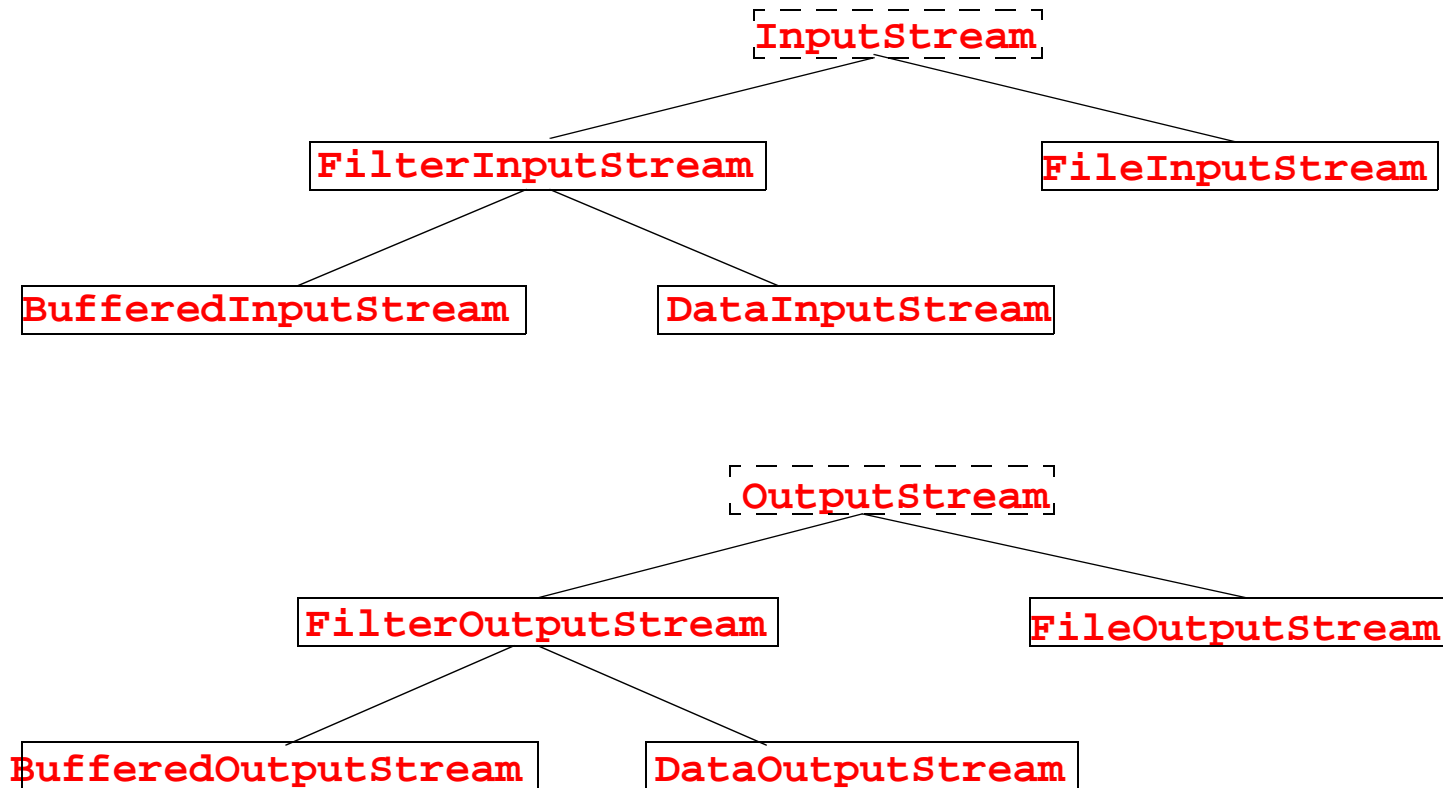 InputStream
FilterInputStream
FileInputStream
BufferedInputStream
DataInputStream
OutputStream
FilterOutputStream
FileOutputStream
BufferedOutputStream
DataOutputStream